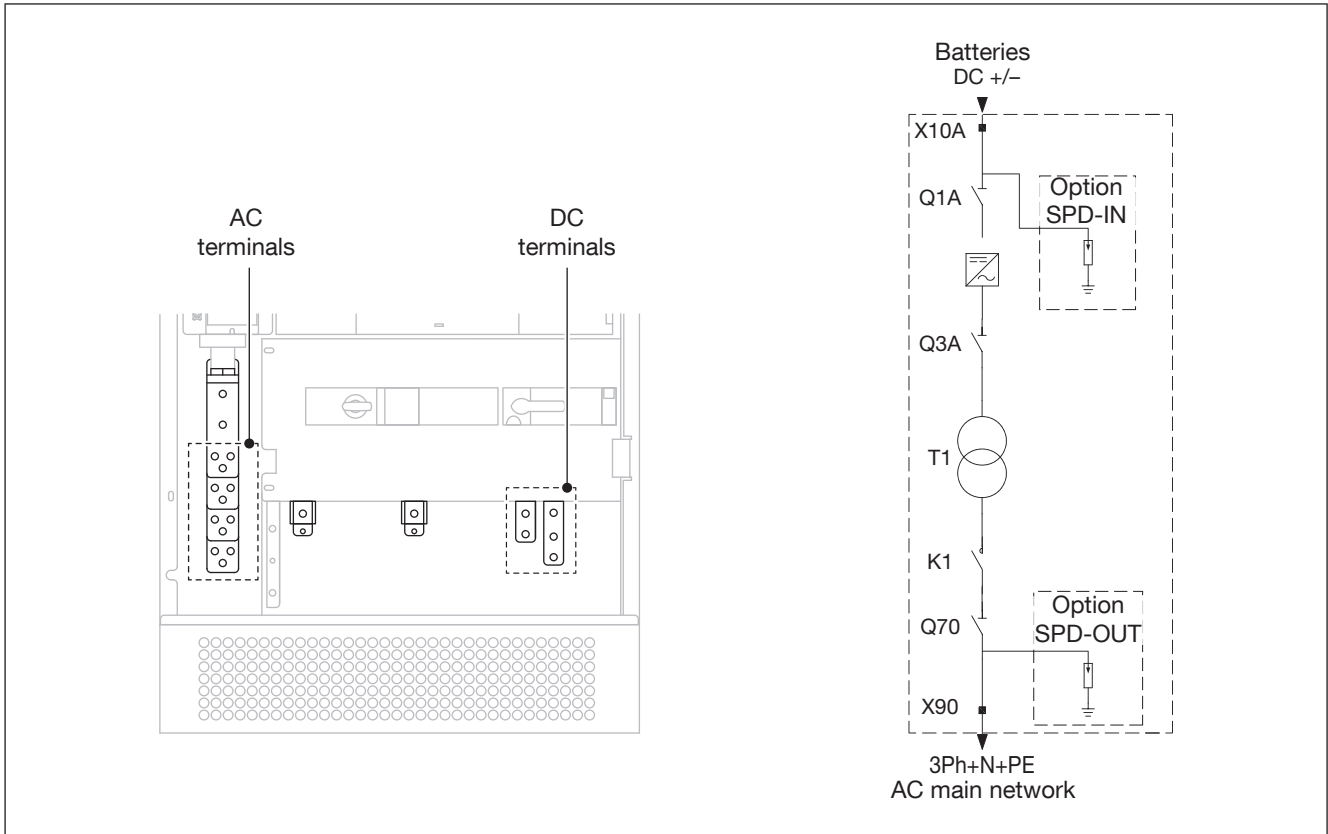 AC
terminals
DC
terminals
Batteries
DC +/–
X10A
Q1A
Option
SPD-IN
Q3A
T1
K1
Q70
Option
SPD-OUT
X90
3Ph+N+PE
AC main network